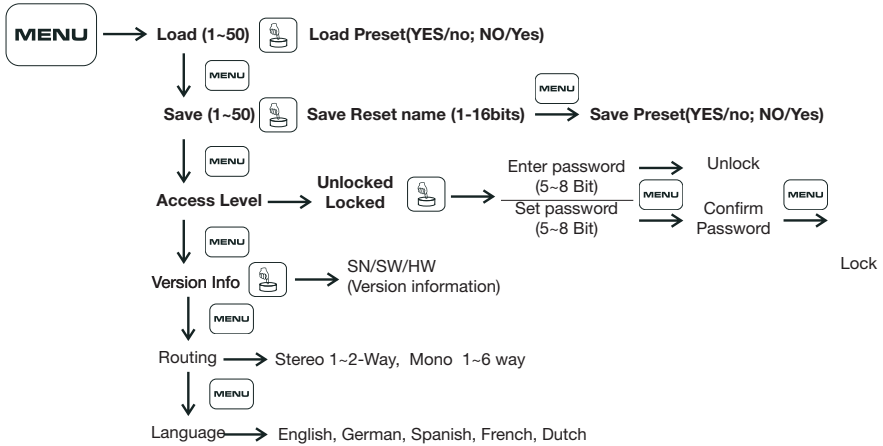 MENU Load (1~50) Load Preset(YES/no; NO/Yes)
MENU
MENU
Save (1~50) Save Reset name (1-16bits) Save Preset(YES/no; NO/Yes)
MENU
Enter password Unlock
(5~8 Bit)
Unlocked
Locked
MENU MENU
Access Level
Set password Confirm
(5~8 Bit) Password
MENU
Lock
Version Info SN/SW/HW
(Version information)
MENU
Routing Stereo 1~2-Way, Mono 1~6 way
MENU
Language English, German, Spanish, French, Dutch